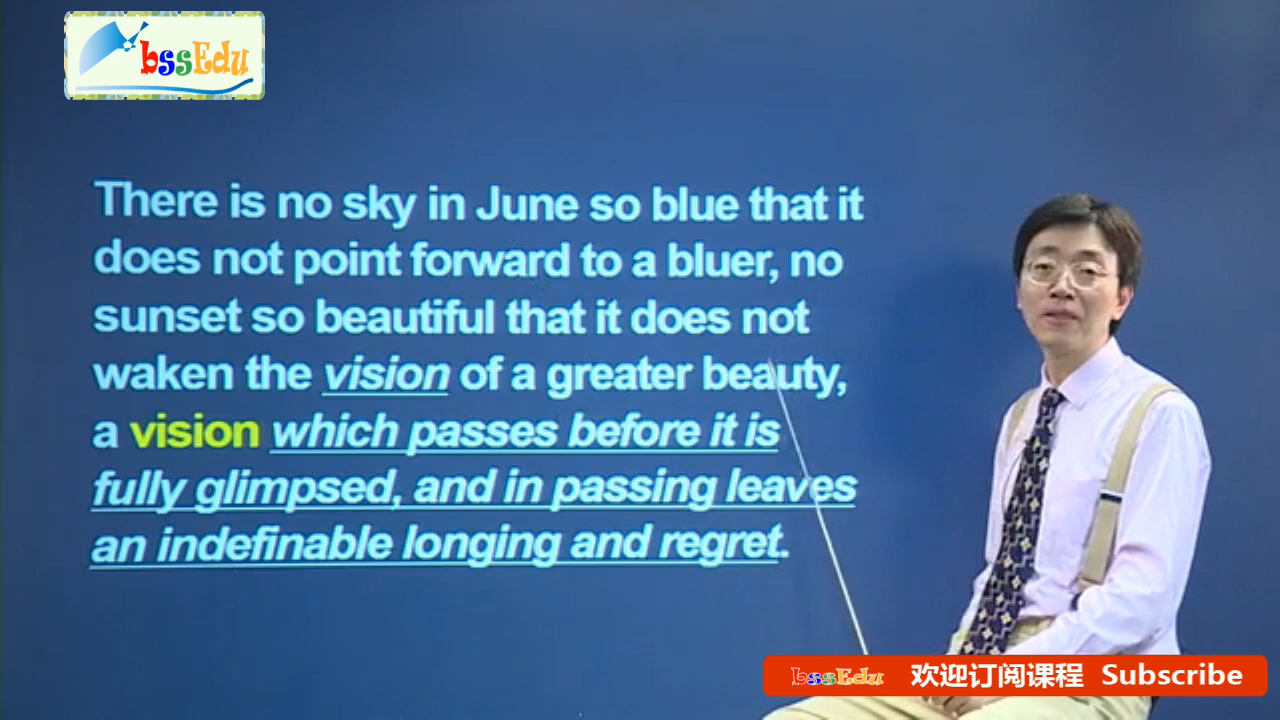 bssEdu
There is no sky in June so blue that it
does not point forward to a bluer, no
sunset so beautiful that it does not
waken the vision of a greater beauty,
a vision which passes before it is
fully glimpsed, and in passing leaves
an indefinable longing and regret.
bssEdu 欢迎订阅课程 Subscribe